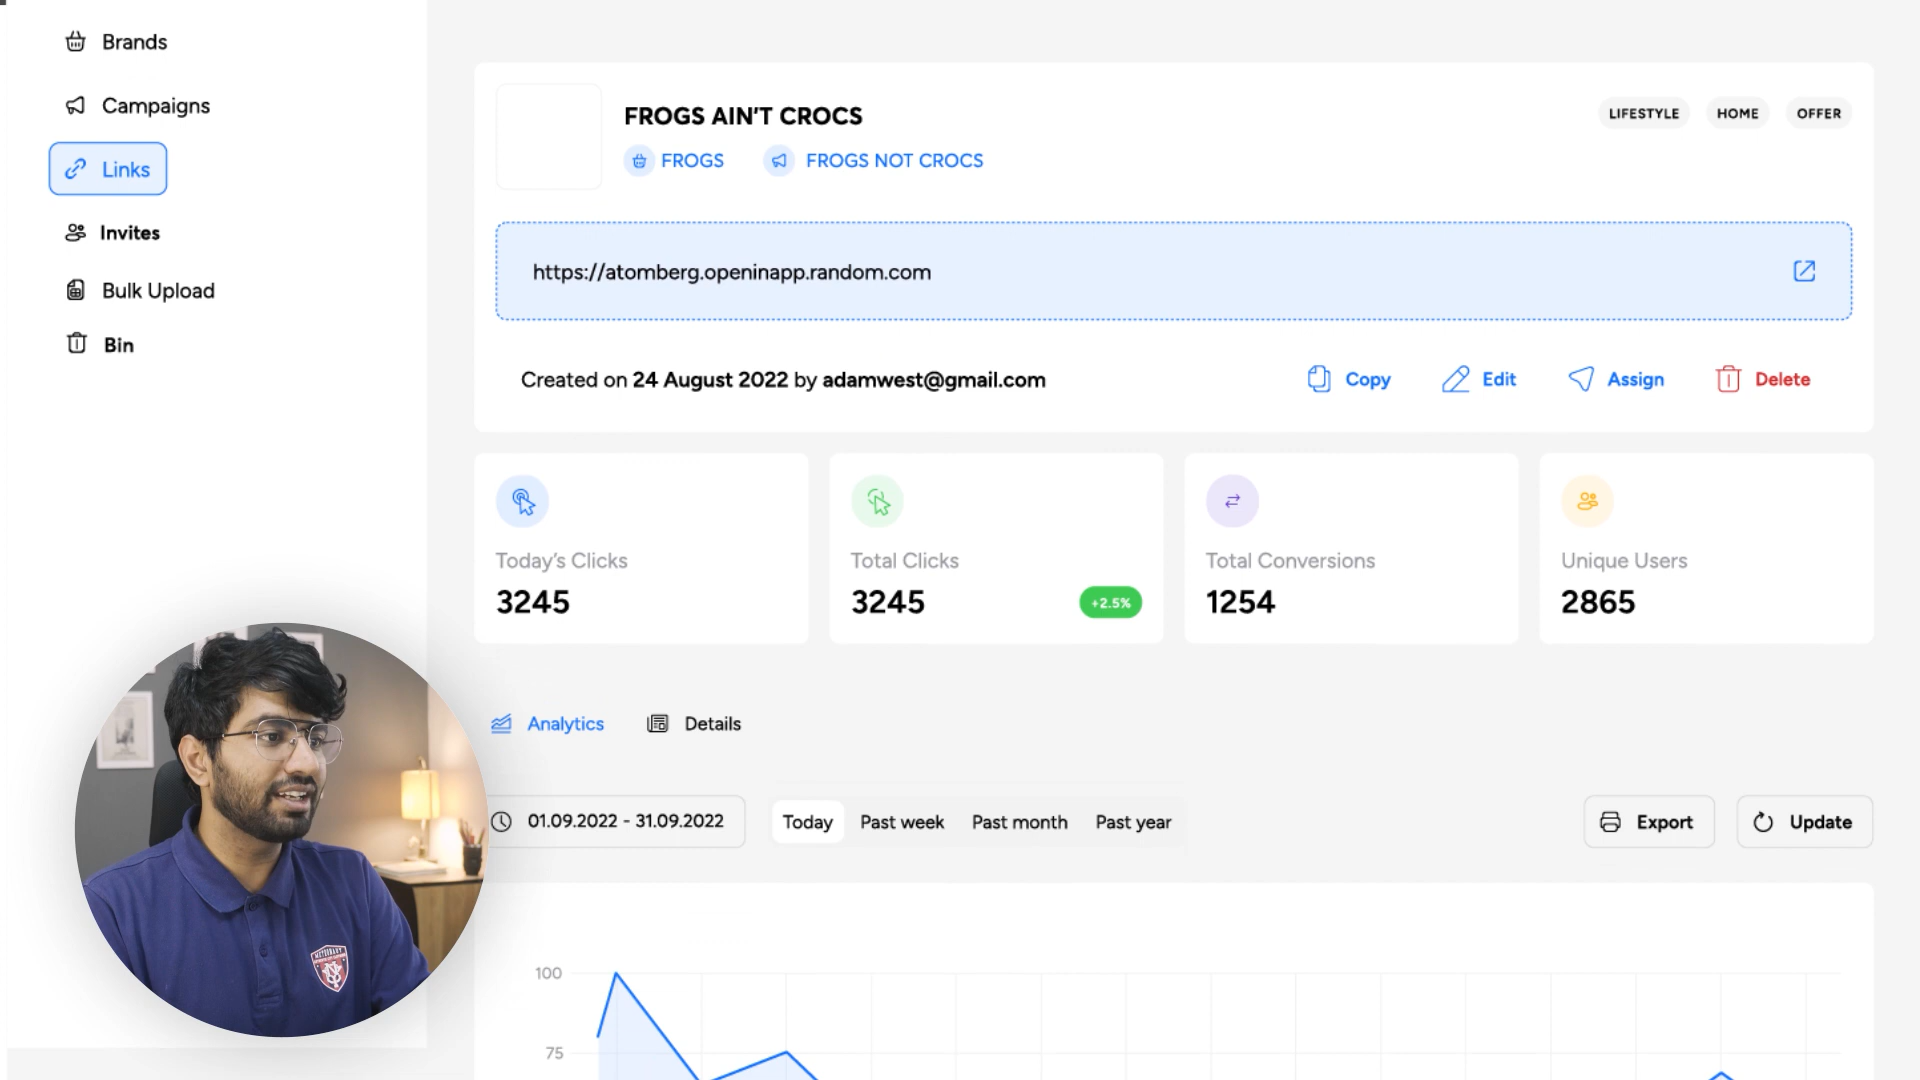 Brands
Campaigns
Links
Invites
Bulk Upload
Bin
FROGS AIN'T CROCS
FROGS
FROGS NOT CROCS
LIFESTYLE
HOME
OFFER
https://atomberg.openinapp.random.com
Created on 24 August 2022 by adamwest@gmail.com
Copy
Edit
Assign
Delete
Today's Clicks
3245
Total Clicks
3245
+2.5%
Total Conversions
1254
Unique Users
2865
Analytics
Details
01.09.2022 - 31.09.2022
Today
Past week
Past month
Past year
Export
Update
100
75